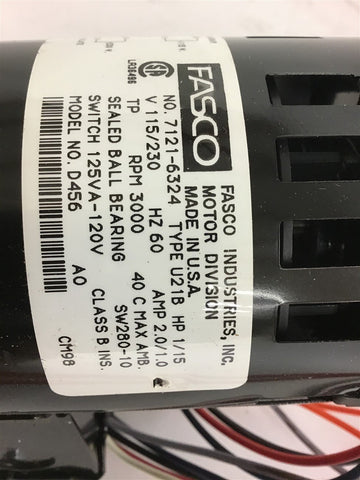 FASCO
FASCO INDUSTRIES, INC.
MOTOR DIVISION
MADE IN U.S.A.
LR36496
NO. 7121-6324 TYPE U21B HP 1/15
V 115/230 HZ 60 AMP 2.0/1.0
TP RPM 3000 40 C MAX AMB.
SEALED BALL BEARING SW280-10
SWITCH 125VA-120V CLASS B INS.
MODEL NO. D456 A0
CM98